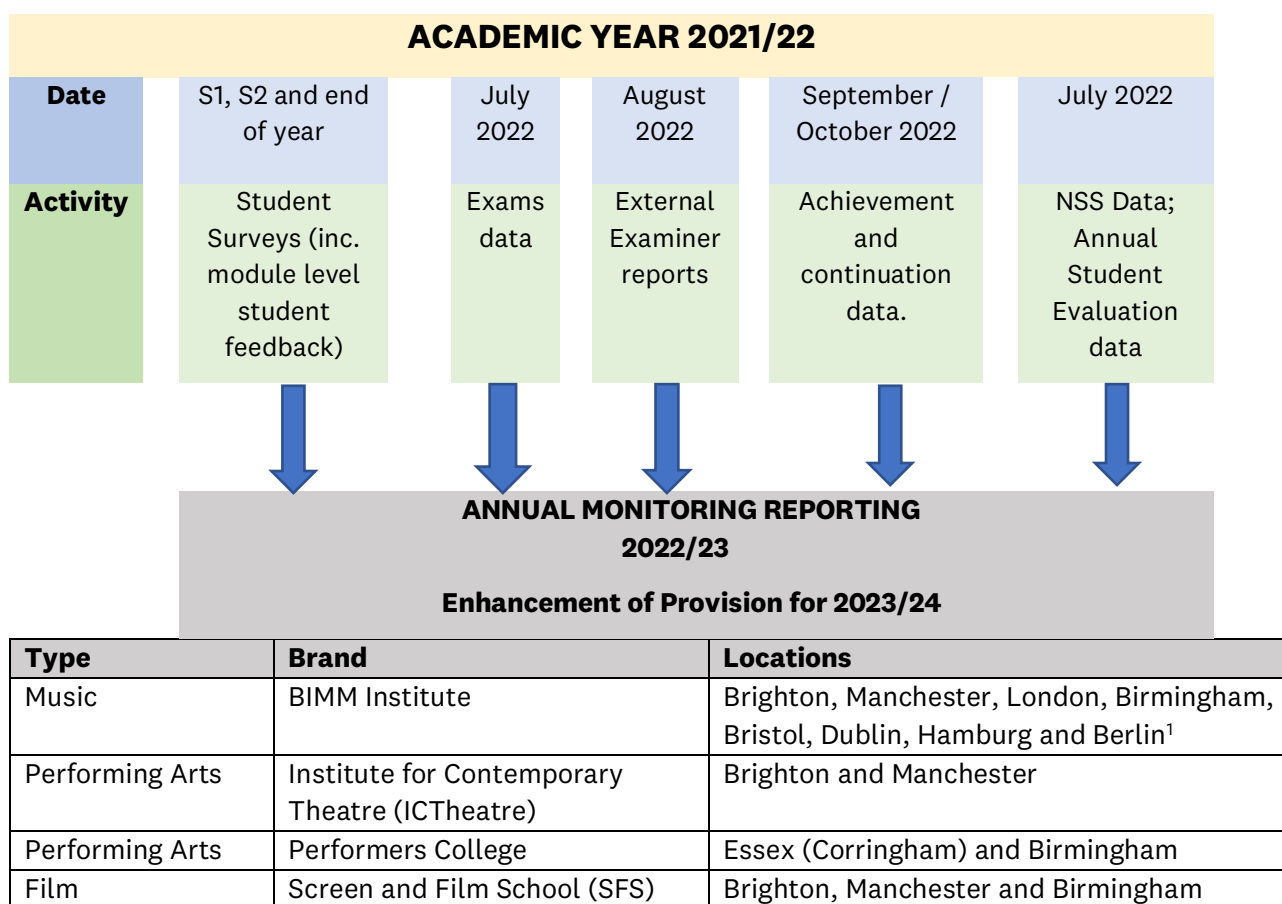 ACADEMIC YEAR 2021/22
Date
S1, S2 and end
of year
July
2022
August
2022
September /
October 2022
July 2022
Activity
Student
Surveys (inc.
module level
student
feedback)
Exams
data
External
Examiner
reports
Achievement
and
continuation
data.
NSS Data;
Annual
Student
Evaluation
data
ANNUAL MONITORING REPORTING
2022/23
Enhancement of Provision for 2023/24
Type
Brand
Locations
Music
BIMM Institute
Brighton, Manchester, London, Birmingham,
Bristol, Dublin, Hamburg and Berlin¹
Performing Arts
Institute for Contemporary
Theatre (ICTheatre)
Brighton and Manchester
Performing Arts
Performers College
Essex (Corringham) and Birmingham
Film
Screen and Film School (SFS)
Brighton, Manchester and Birmingham